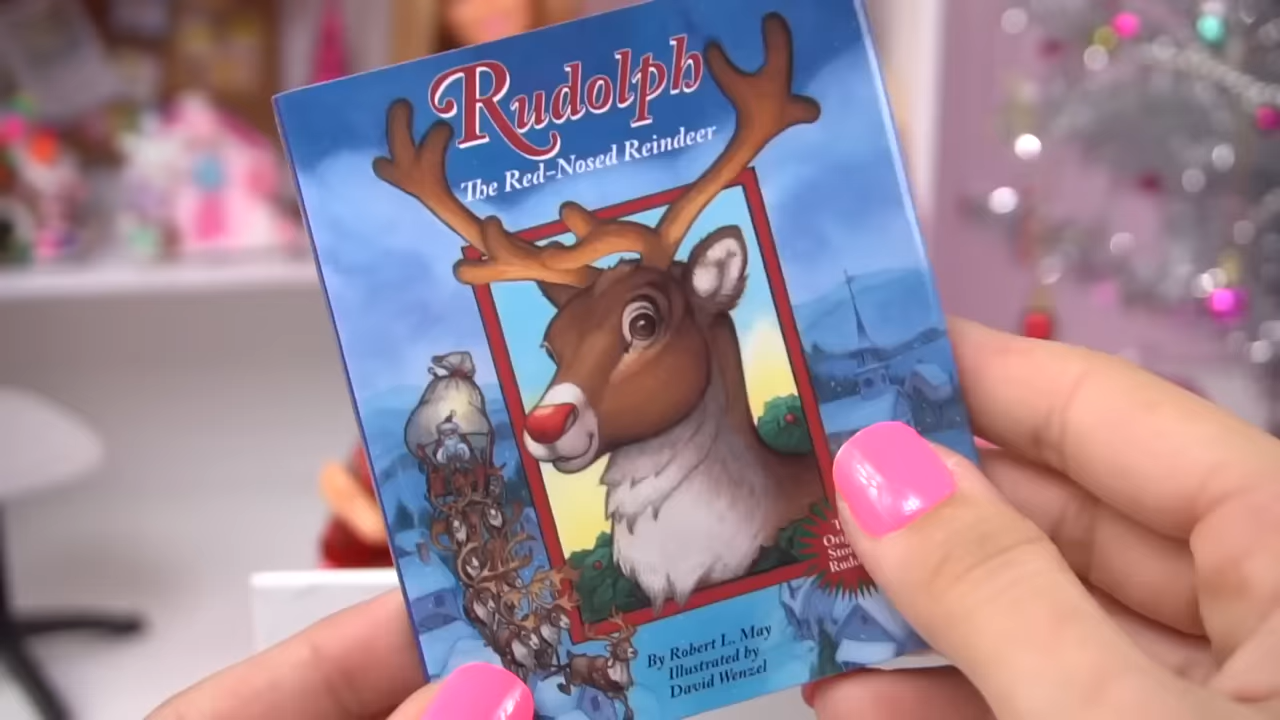 Rudolph
The Red-Nosed Reindeer
By Robert L. May
Illustrated by
David Wenzel